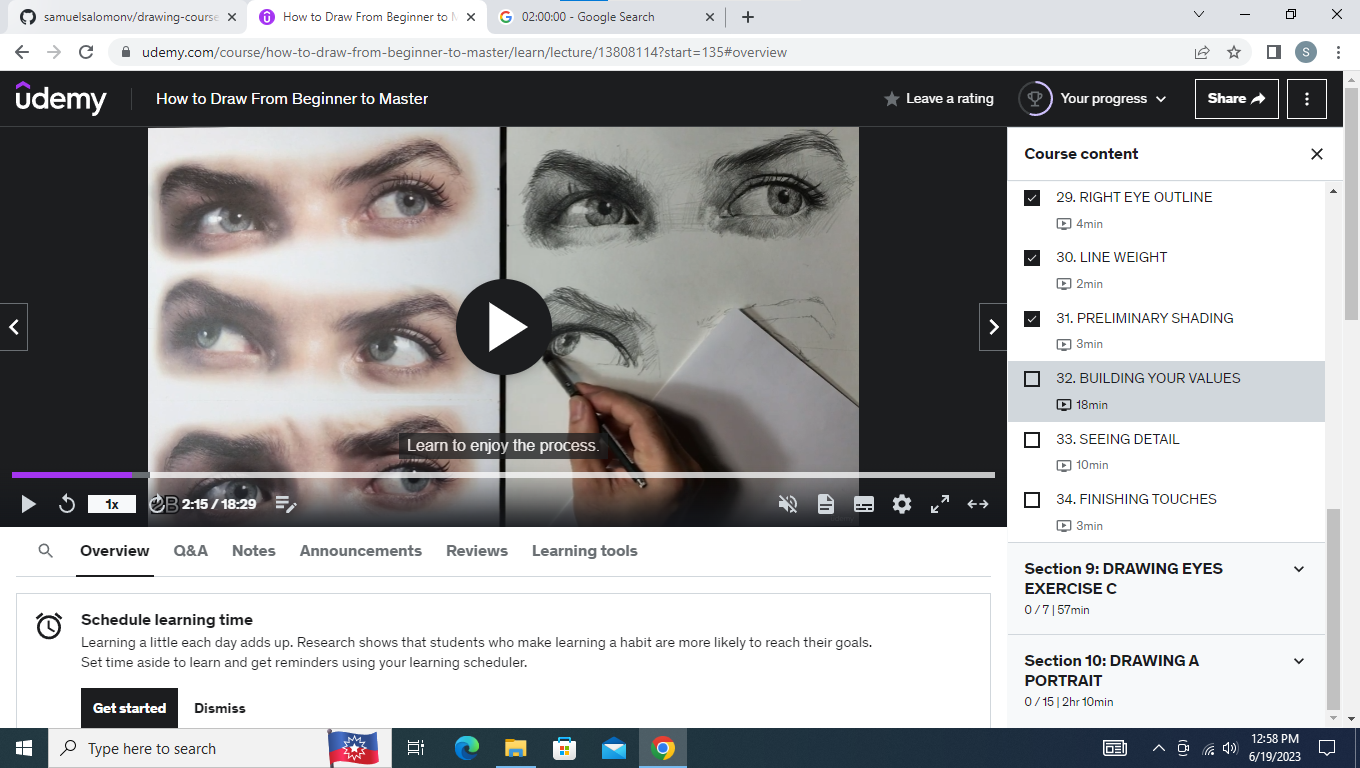 samuelsalomonv/drawing-course
How to Draw From Beginner to M
02:00:00 - Google Search
udemy.com/course/how-to-draw-from-beginner-to-master/learn/lecture/13808114?start=135#overview
S
udemy
How to Draw From Beginner to Master
Leave a rating
Your progress
Share
Course content
29. RIGHT EYE OUTLINE
4min
30. LINE WEIGHT
2min
31. PRELIMINARY SHADING
3min
32. BUILDING YOUR VALUES
18min
33. SEEING DETAIL
10min
34. FINISHING TOUCHES
3min
Section 9: DRAWING EYES
EXERCISE C
0 / 7 | 57min
Section 10: DRAWING A
PORTRAIT
0 / 15 | 2hr 10min
Learn to enjoy the process.
1x
2:15 / 18:29
Overview
Q&A
Notes
Announcements
Reviews
Learning tools
Schedule learning time
Learning a little each day adds up. Research shows that students who make learning a habit are more likely to reach their goals.
Set time aside to learn and get reminders using your learning scheduler.
Get started
Dismiss
Type here to search
12:58 PM
6/19/2023